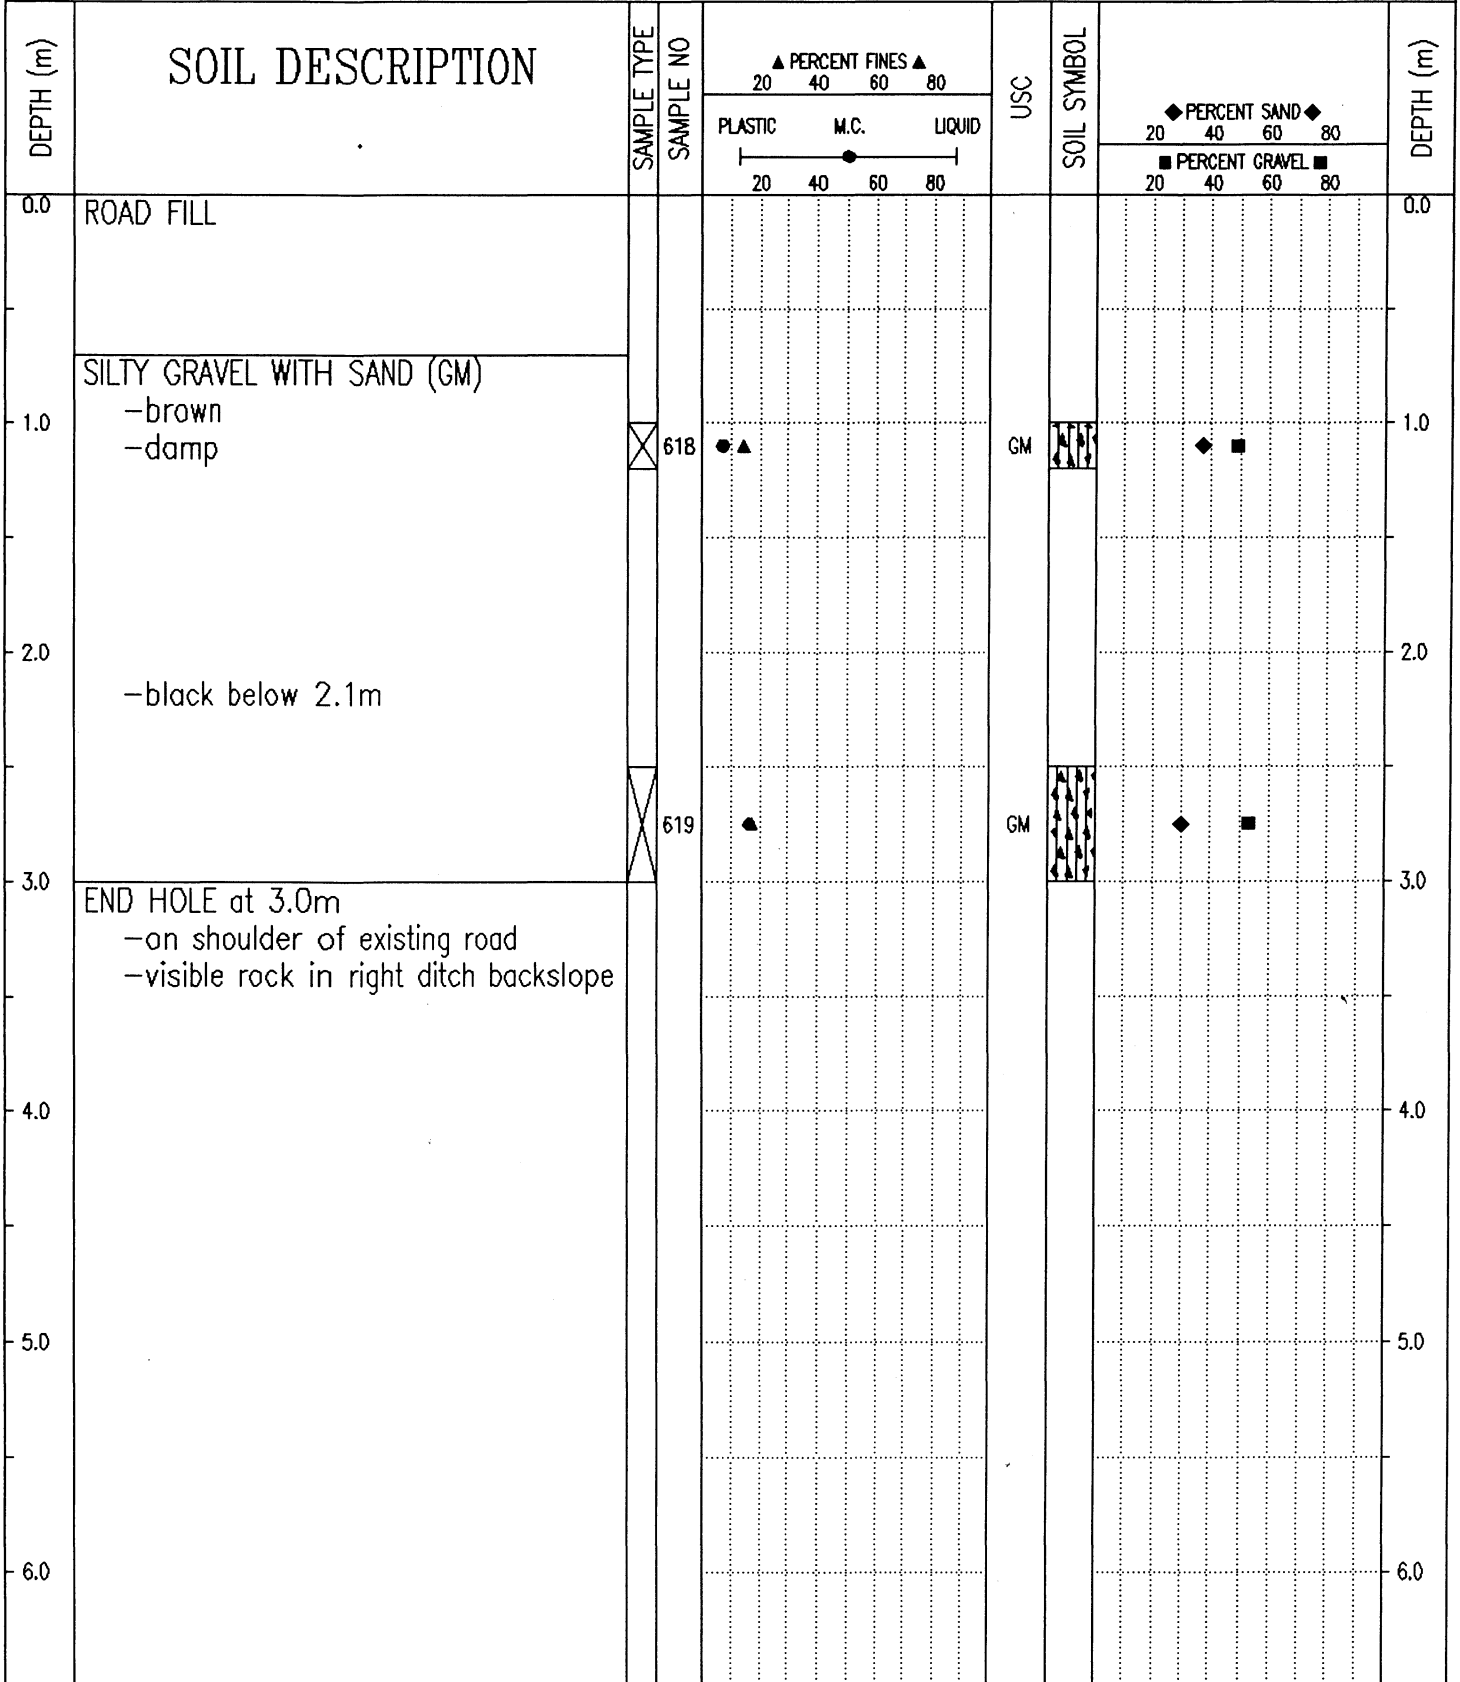 DEPTH (m)
SOIL DESCRIPTION
SAMPLE TYPE
SAMPLE NO
▲ PERCENT FINES ▲
20 40 60 80
PLASTIC M.C. LIQUID
20 40 60 80
USC
SOIL SYMBOL
◆ PERCENT SAND ◆
20 40 60 80
■ PERCENT GRAVEL ■
20 40 60 80
DEPTH (m)
0.0 ROAD FILL 0.0
SILTY GRAVEL WITH SAND (GM)
-brown
1.0 1.0
-damp 618 GM
2.0 2.0
-black below 2.1m
619 GM
3.0 3.0
END HOLE at 3.0m
-on shoulder of existing road
-visible rock in right ditch backslope
4.0 4.0
5.0 5.0
6.0 6.0